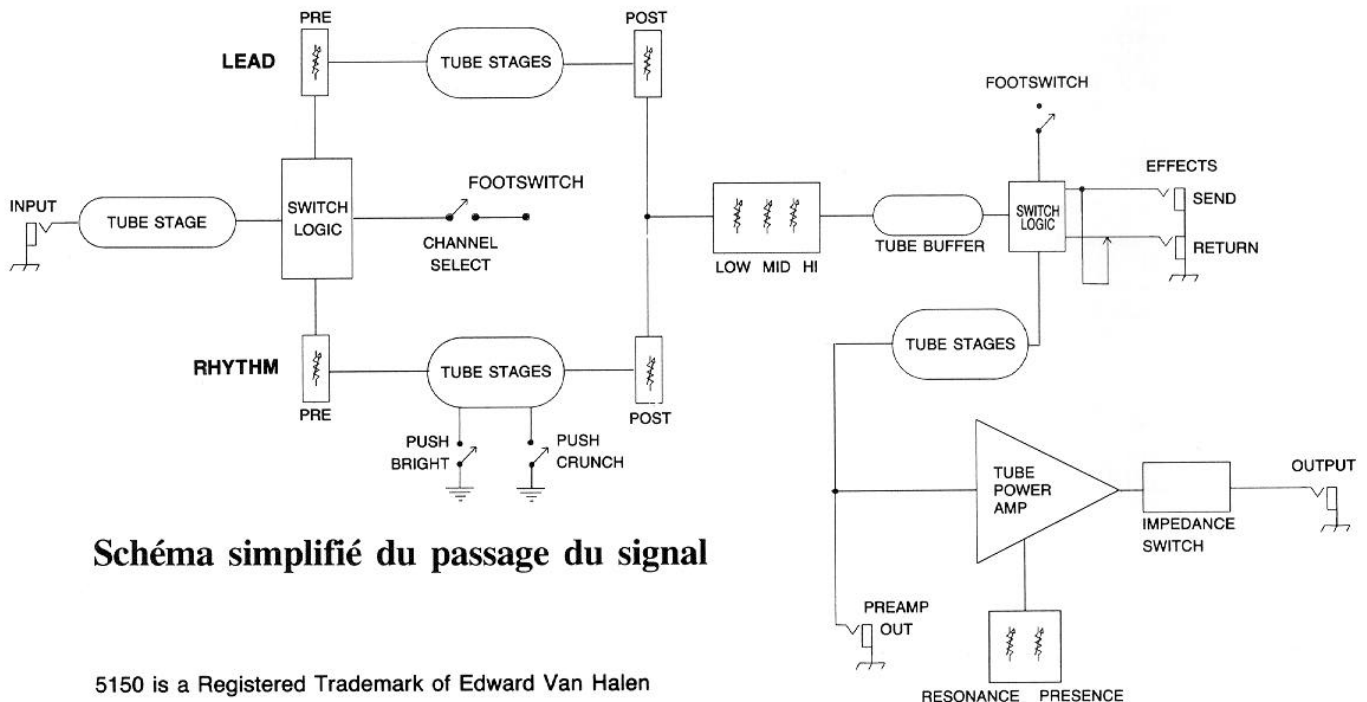 PRE
POST
LEAD
TUBE STAGES
FOOTSWITCH
EFFECTS
SEND
RETURN
INPUT
TUBE STAGE
SWITCH
LOGIC
FOOTSWITCH
CHANNEL
SELECT
LOW MID HI
TUBE BUFFER
SWITCH
LOGIC
RHYTHM
PRE
TUBE STAGES
POST
PUSH
BRIGHT
PUSH
CRUNCH
TUBE STAGES
TUBE
POWER
AMP
IMPEDANCE
SWITCH
OUTPUT
PREAMP
OUT
RESONANCE PRESENCE
Schéma simplifié du passage du signal
5150 is a Registered Trademark of Edward Van Halen